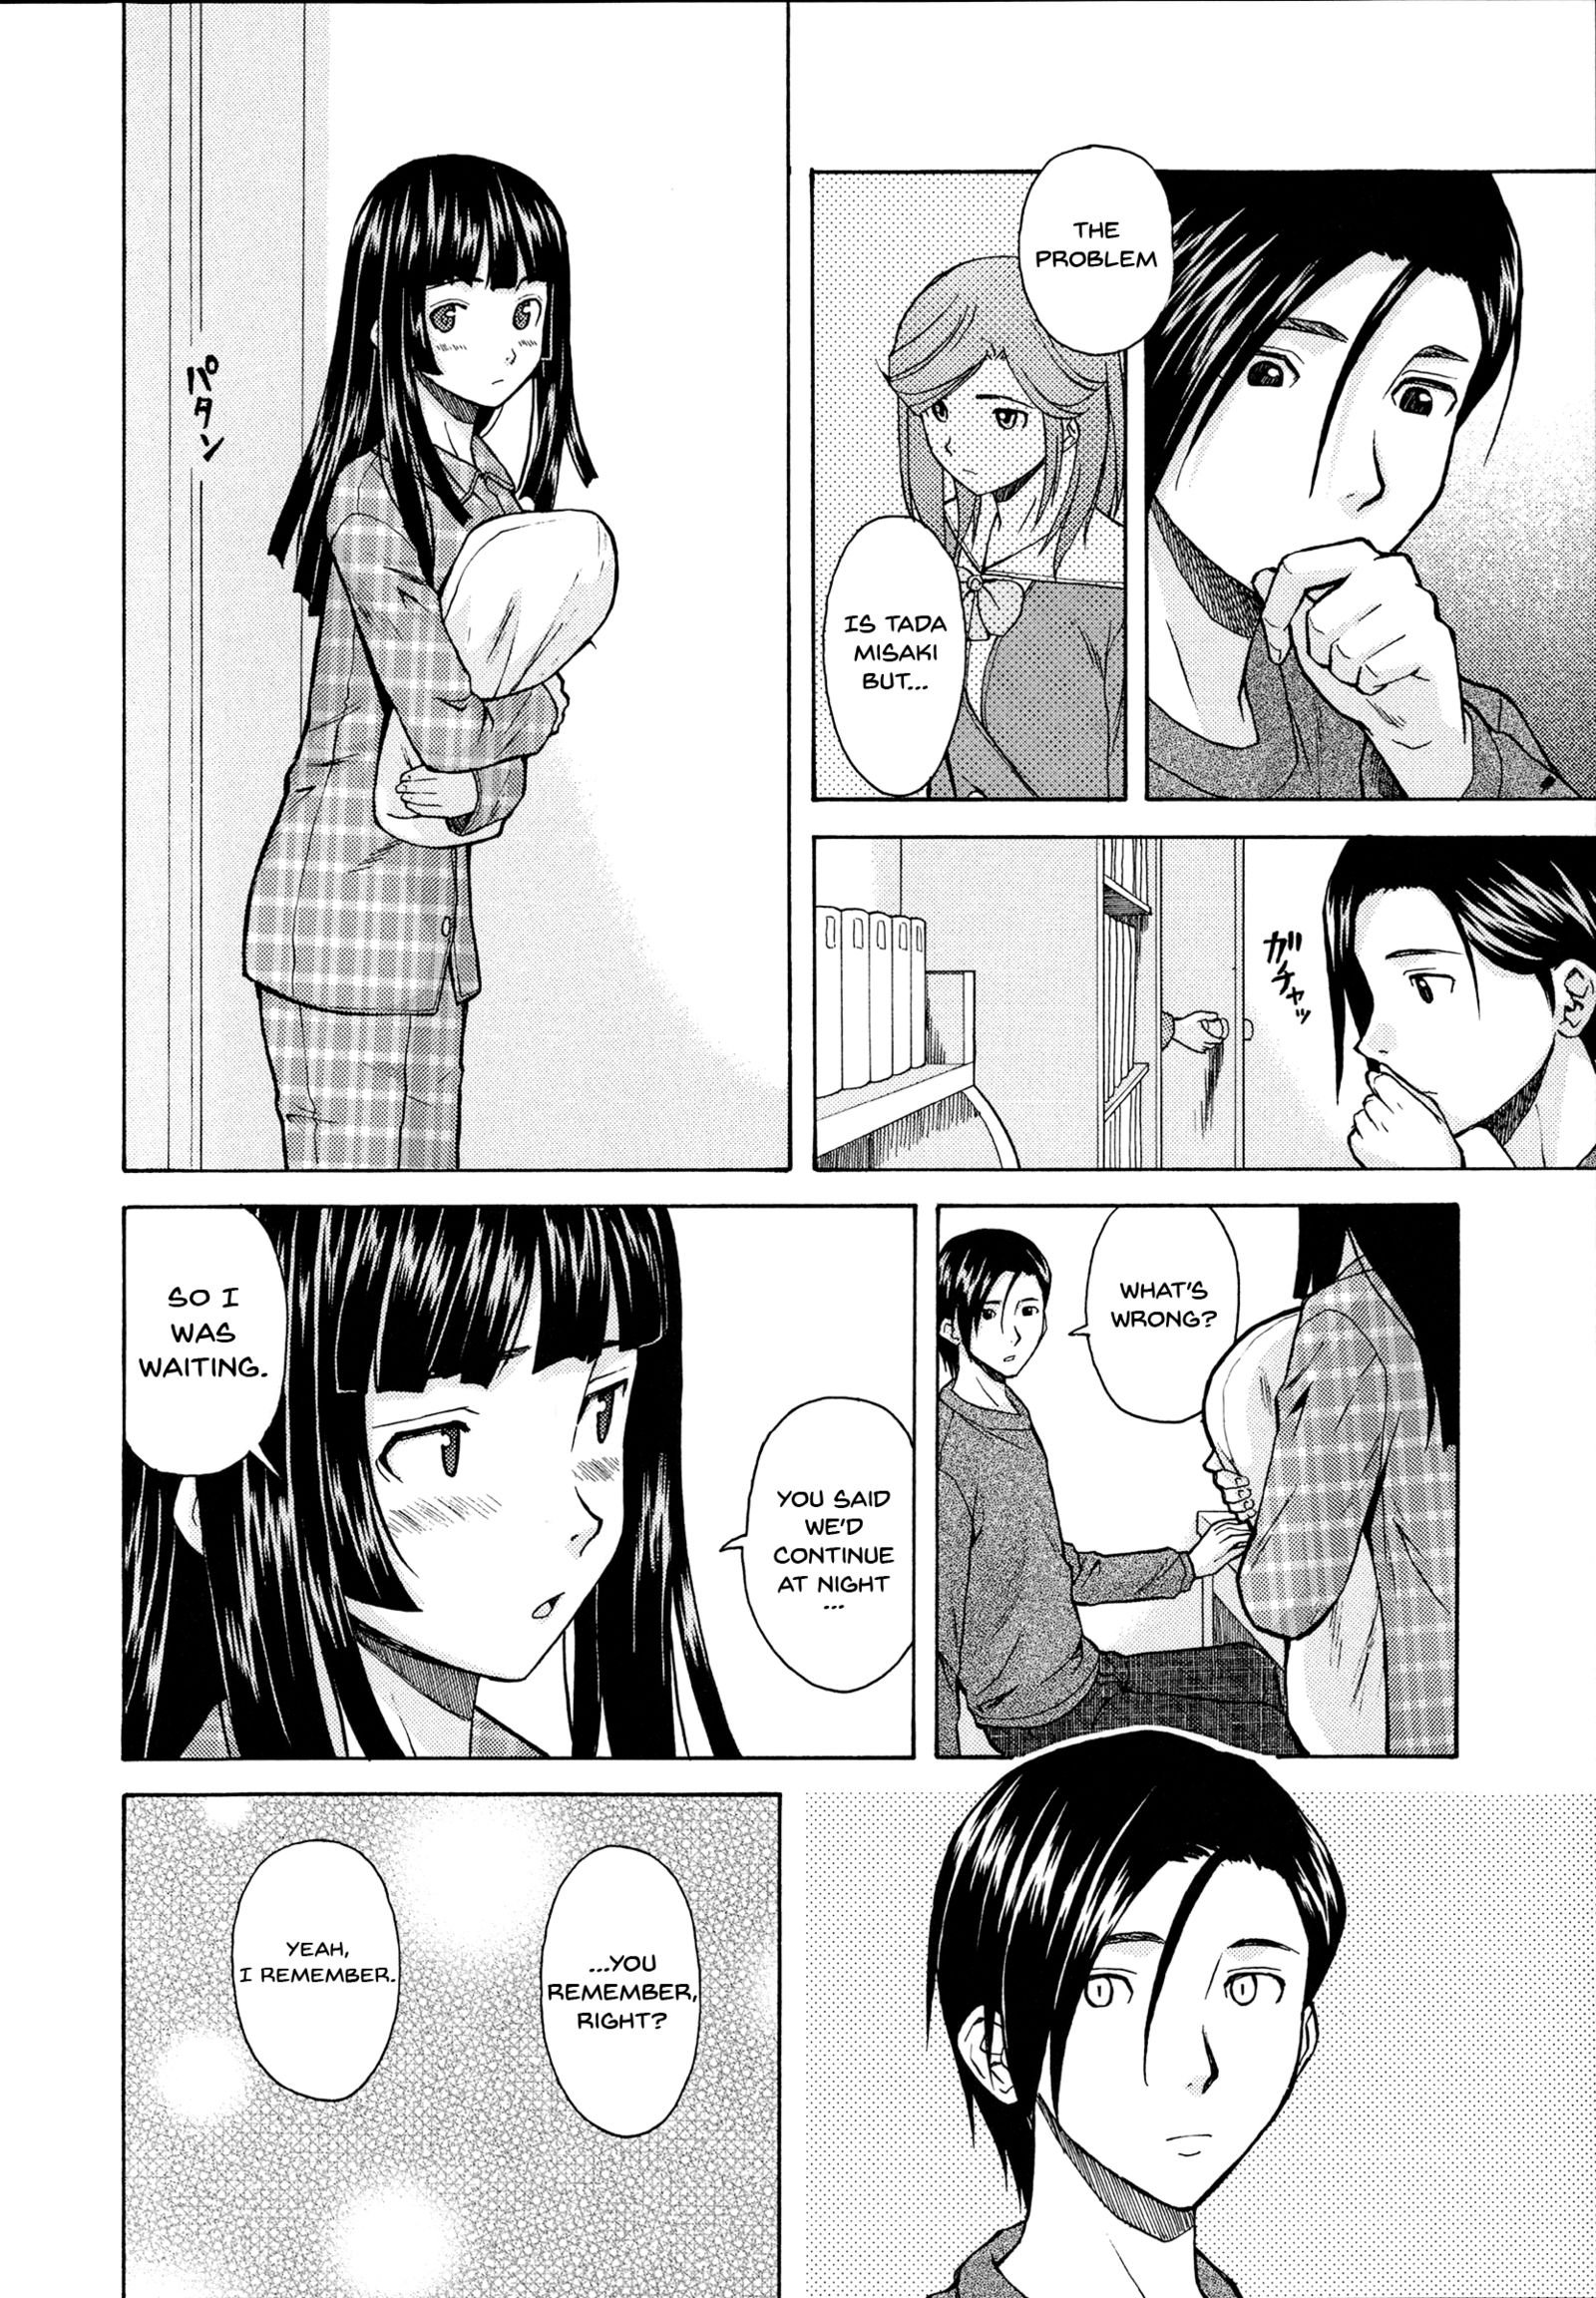 THE
PROBLEM
IS TADA
MISAKI
BUT...
ガチャッ
パタン
WHAT'S
WRONG?
YOU SAID
WE'D
CONTINUE
AT NIGHT
...
SO I
WAS
WAITING.
...YOU
REMEMBER,
RIGHT?
YEAH,
I REMEMBER.